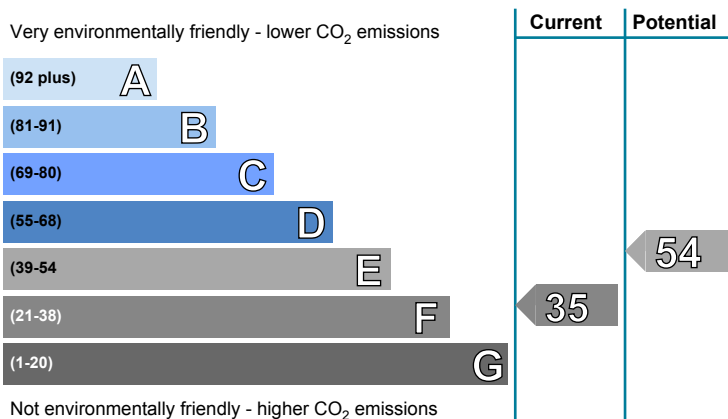 Current Potential
Very environmentally friendly - lower CO2 emissions
(92 plus) A
(81-91) B
(69-80) C
(55-68) D
(39-54 E
54
(21-38) F
35
(1-20) G
Not environmentally friendly - higher CO2 emissions